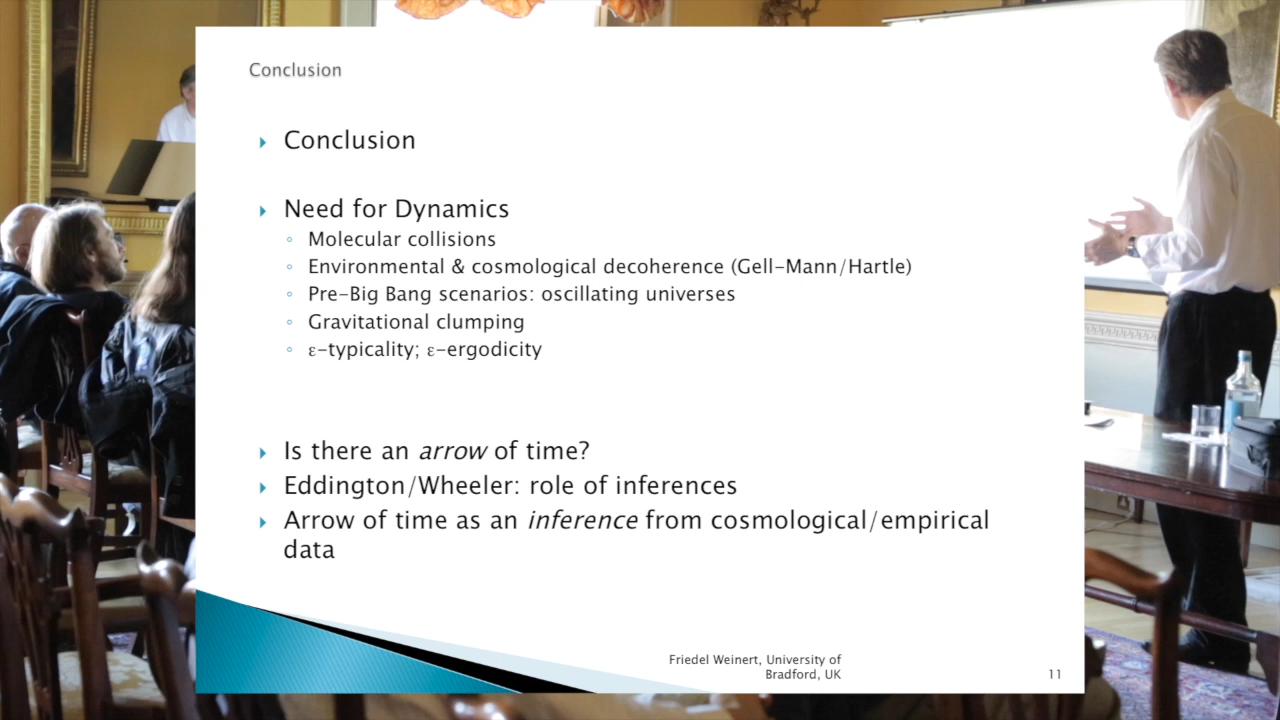 Conclusion
Conclusion
Need for Dynamics
Molecular collisions
Environmental & cosmological decoherence (Gell-Mann/Hartle)
Pre-Big Bang scenarios: oscillating universes
Gravitational clumping
ε-typicality; ε-ergodicity
Is there an arrow of time?
Eddington/Wheeler: role of inferences
Arrow of time as an inference from cosmological/empirical
data
Friedel Weinert, University of
Bradford, UK
11